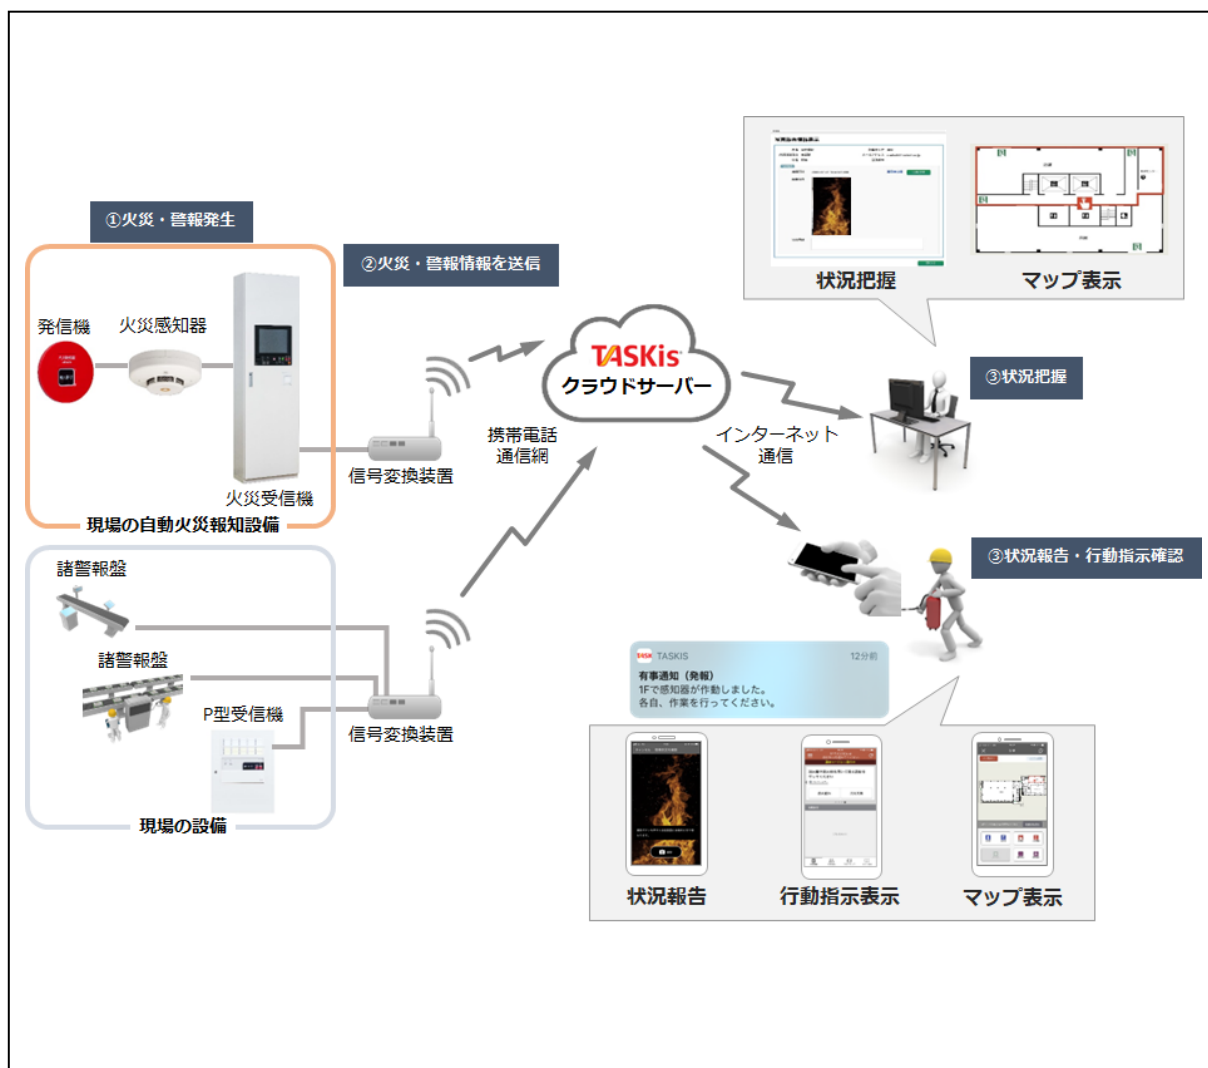 ①火災・警報発生
②火災・警報情報を送信
発信機
火災感知器
火災受信機
現場の自動火災報知設備
信号変換装置
TASKis
クラウドサーバー
携帯電話
通信網
インターネット
通信
状況把握
マップ表示
③状況把握
③状況報告・行動指示確認
諸警報盤
諸警報盤
P型受信機
現場の設備
信号変換装置
TASK TASKIS
12分前
有事通知（発報）
1Fで感知器が作動しました。
各自、作業を行ってください。
状況報告
行動指示表示
マップ表示